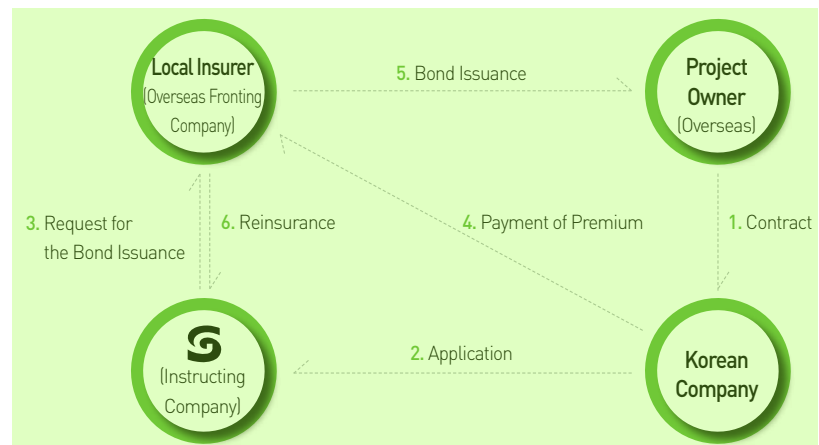 Local Insurer
(Overseas Fronting
Company)
5. Bond Issuance
Project
Owner
(Overseas)
3. Request for
the Bond Issuance
6. Reinsurance
4. Payment of Premium
1. Contract
(Instructing
Company)
2. Application
Korean
Company